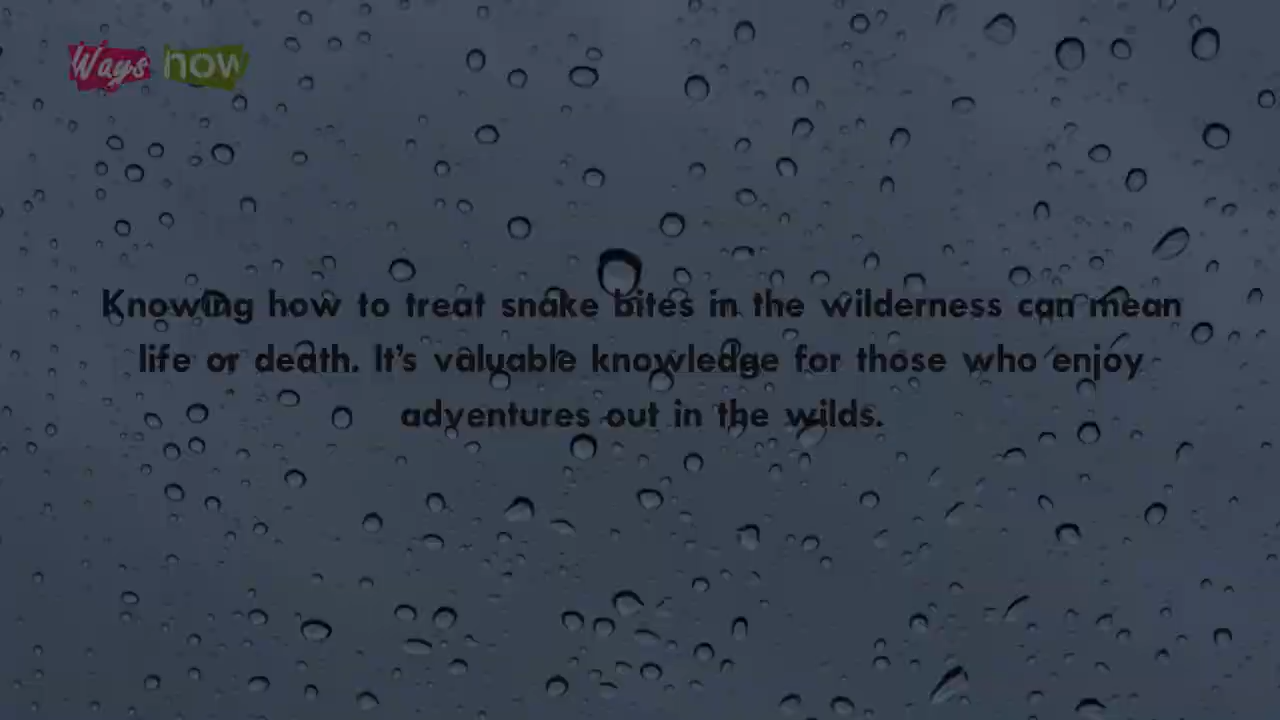 Ways now
Knowing how to treat snake bites in the wilderness can mean
life or death. It's valuable knowledge for those who enjoy
adventures out in the wilds.